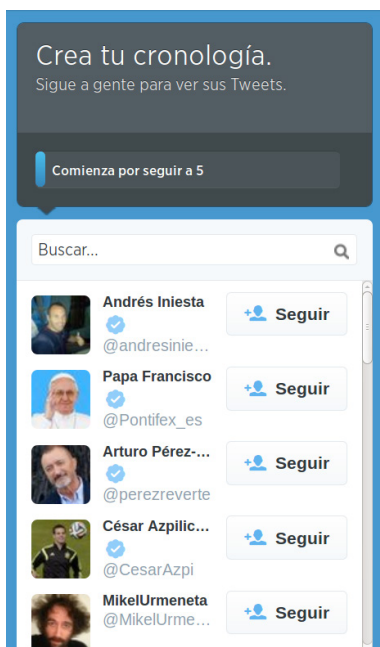 Crea tu cronología.
Sigue a gente para ver sus Tweets.
Comienza por seguir a 5
Buscar...
Andrés Iniesta
@andresinie...
Seguir
Papa Francisco
@Pontifex_es
Seguir
Arturo Pérez-...
@perezreverte
Seguir
César Azpilic...
@CesarAzpi
Seguir
MikelUrmeneta
@MikelUrme...
Seguir